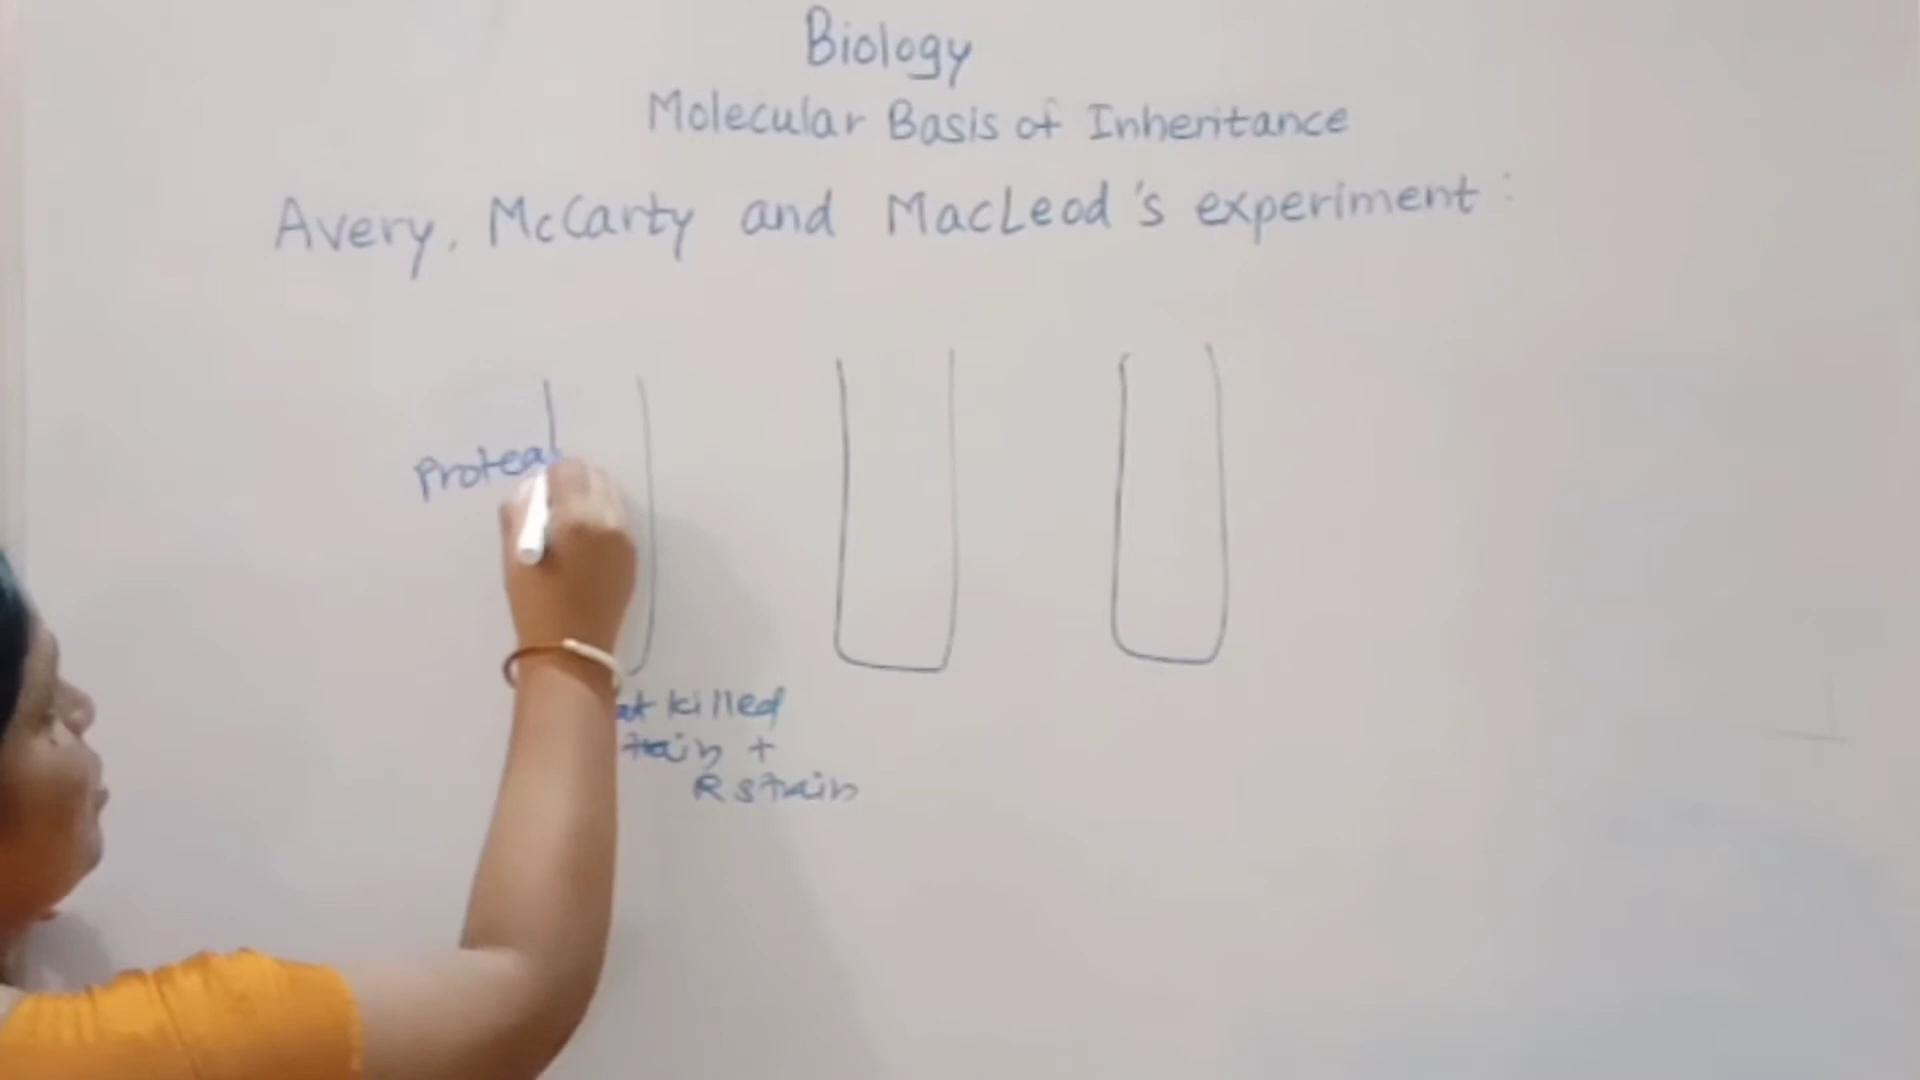 Biology
Molecular Basis of Inheritance
Avery, McCarty and MacLeod's experiment:
Protea
killed
+
R strain